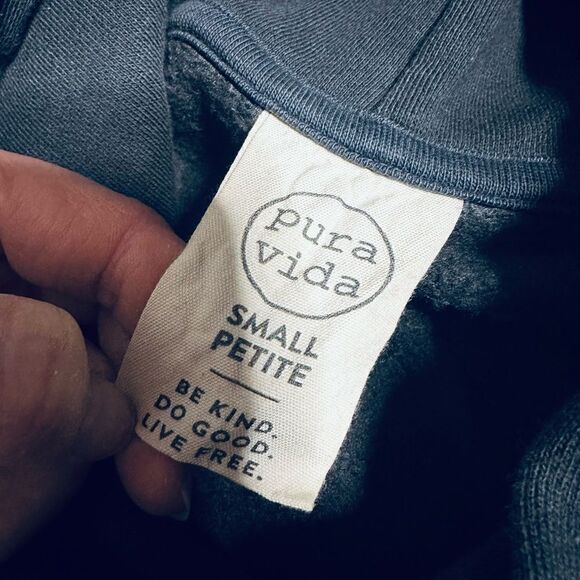 pura
vida
SMALL
PETITE
BE KIND.
DO GOOD.
LIVE FREE.